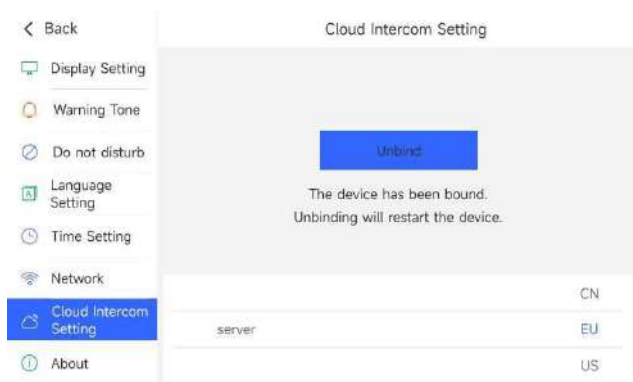 Back
Cloud Intercom Setting
Display Setting
Warning Tone
Do not disturb
Language
Setting
Time Setting
Network
Cloud Intercom
Setting
About
Unbind
The device has been bound.
Unbinding will restart the device.
CN
server EU
US